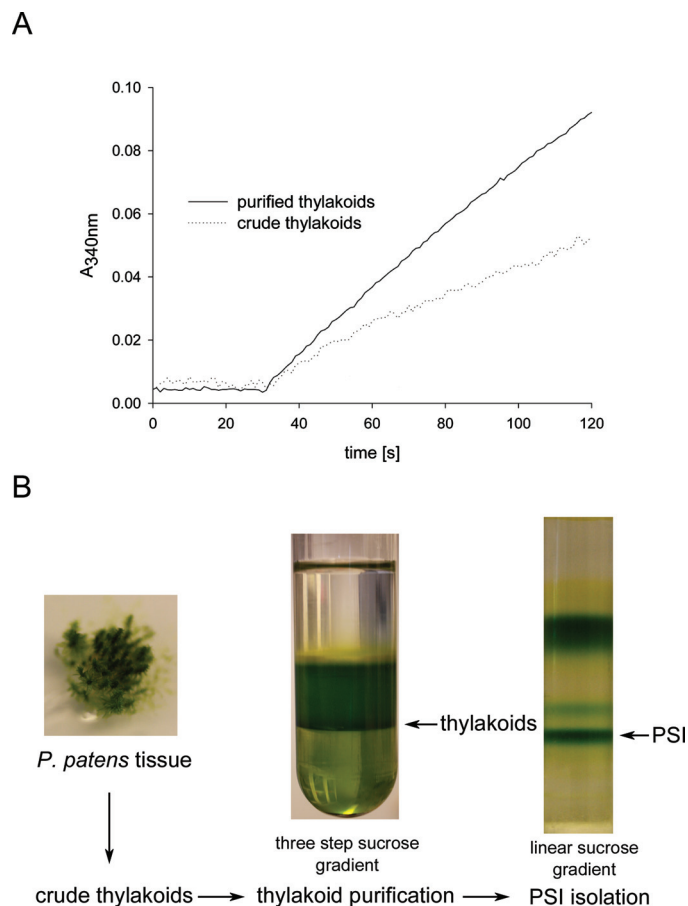 A
0.10
0.08
0.06
0.04
0.02
0.00
A340nm
purified thylakoids
crude thylakoids
0 20 40 60 80 100 120
time [s]
B
P. patens tissue
thylakoids
PSI
three step sucrose
gradient
linear sucrose
gradient
crude thylakoids
thylakoid purification
PSI isolation